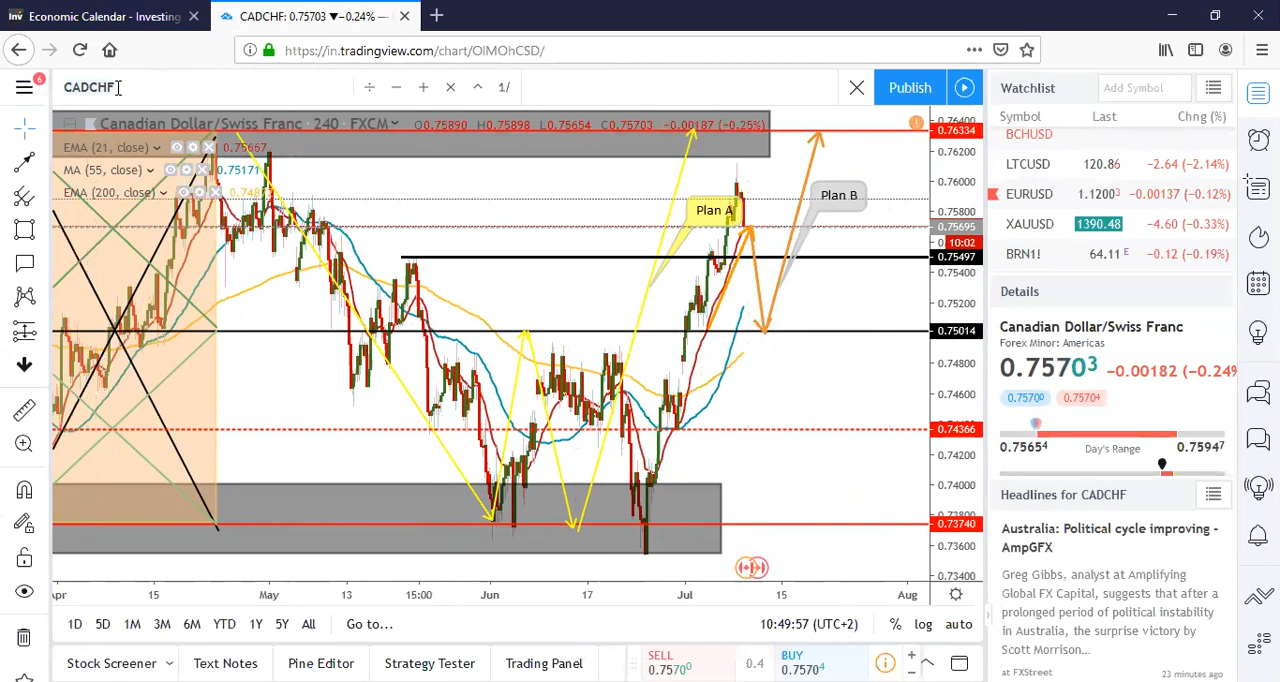 Economic Calendar - Investing
CADCHF: 0.75703 ▼−0.24% —
https://in.tradingview.com/chart/OIMOhCSD/
6
CADCHF
1/
Publish
Canadian Dollar/Swiss Franc · 240 · FXCM
O0.75890 H0.75898 L0.75654 C0.75703 −0.00187 (−0.25%)
EMA (21, close) 0.75667
MA (55, close) 0.75171
EMA (200, close)
Plan A
Plan B
0.76400
0.76334
0.76200
0.76000
0.75800
0.75695
10:02
0.75497
0.75400
0.75200
0.75014
0.74800
0.74600
0.74366
0.74200
0.74000
0.73740
0.73600
0.73400
Apr
15
May
13
15:00
Jun
17
Jul
15
Aug
1D 5D 1M 3M 6M YTD 1Y 5Y All Go to...
10:49:57 (UTC+2) % log auto
Stock Screener
Text Notes
Pine Editor
Strategy Tester
Trading Panel
SELL
0.75700
0.4
BUY
0.75704
Watchlist
Add Symbol
Symbol Last Chng (%)
BCHUSD
LTCUSD 120.86 −2.64 (−2.14%)
EURUSD 1.12003 −0.00137 (−0.12%)
XAUUSD 1390.48 −4.60 (−0.33%)
BRN1! 64.11 E −0.12 (−0.19%)
Details
Canadian Dollar/Swiss Franc
Forex Minor: Americas
0.75703 −0.00182 (−0.24%
0.75700 0.75704
0.75654 Day's Range 0.75947
Headlines for CADCHF
Australia: Political cycle improving -
AmpGFX
Greg Gibbs, analyst at Amplifying
Global FX Capital, suggests that after a
prolonged period of political instability
in Australia, the surprise victory by
Scott Morrison...
at FXStreet 23 minutes ago